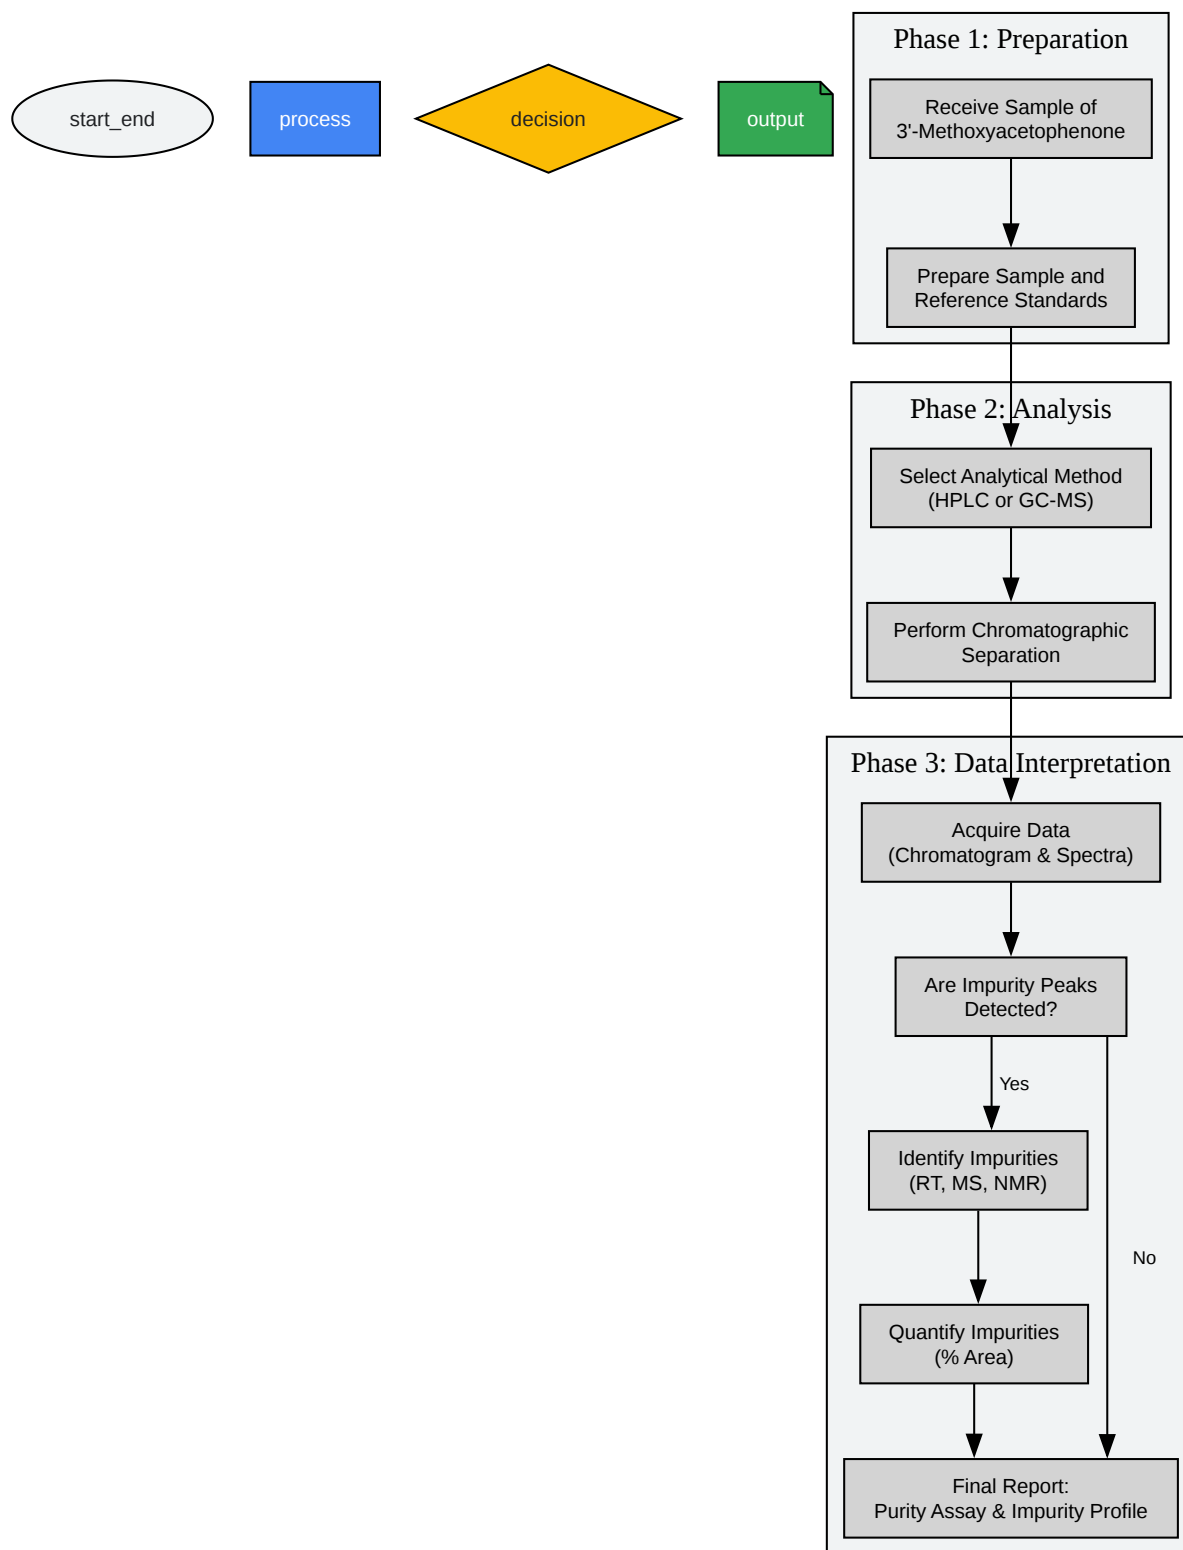 start_end
process
decision
output
Phase 1: Preparation
Receive Sample of
3'-Methoxyacetophenone
Prepare Sample and
Reference Standards
Phase 2: Analysis
Select Analytical Method
(HPLC or GC-MS)
Perform Chromatographic
Separation
Phase 3: Data Interpretation
Acquire Data
(Chromatogram & Spectra)
Are Impurity Peaks
Detected?
Yes
Identify Impurities
(RT, MS, NMR)
No
Quantify Impurities
(% Area)
Final Report:
Purity Assay & Impurity Profile